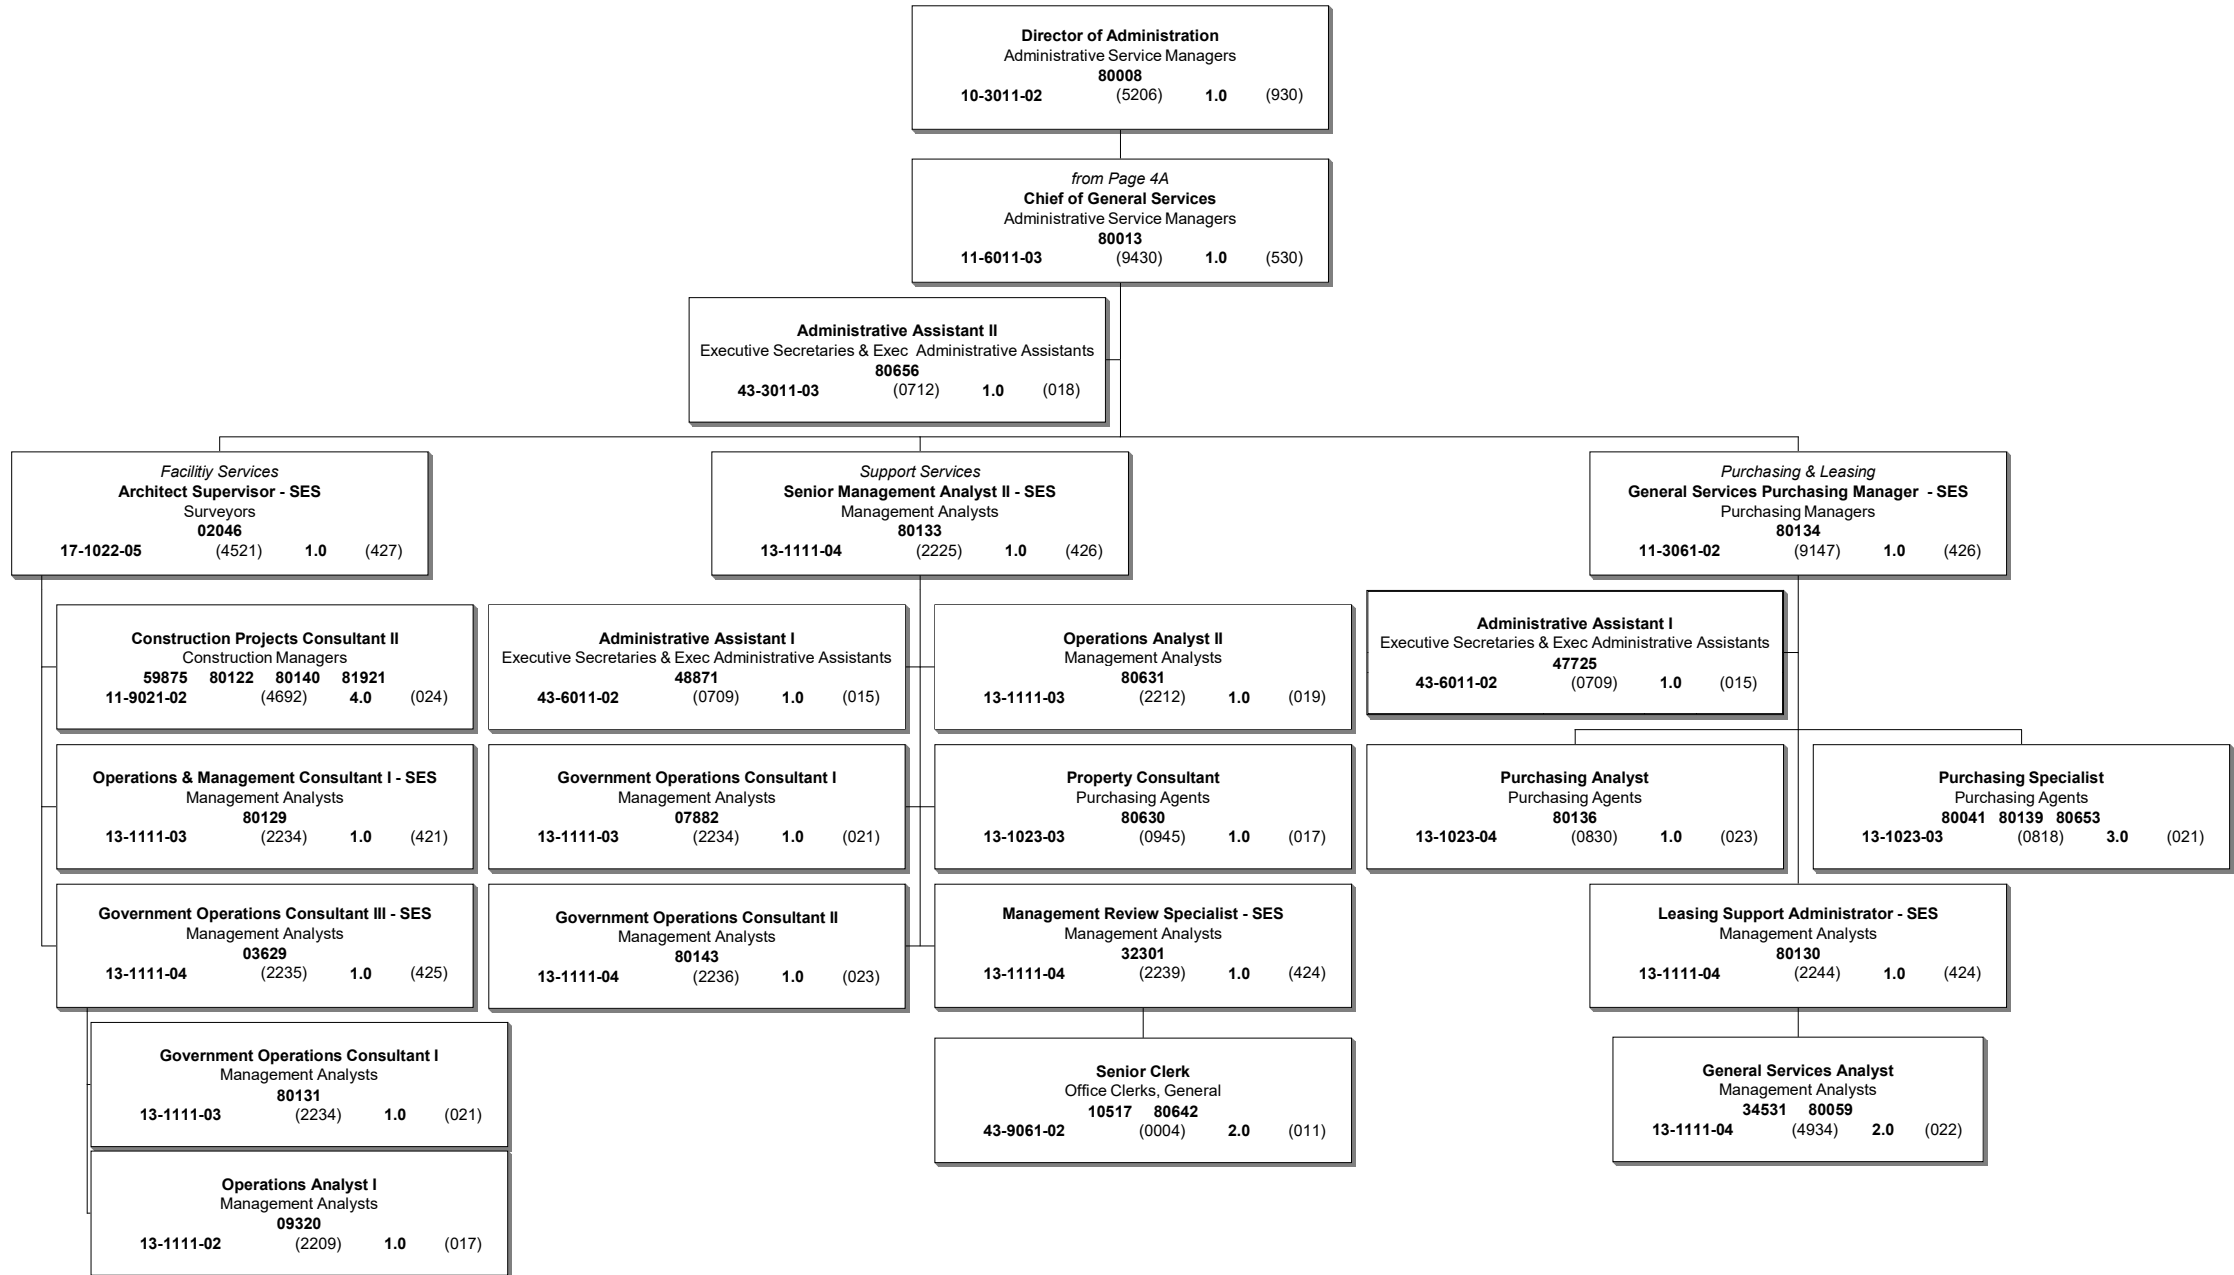 Director of Administration
Administrative Service Managers
80008
10-3011-02 (5206) 1.0 (930)
from Page 4A
Chief of General Services
Administrative Service Managers
80013
11-6011-03 (9430) 1.0 (530)
Administrative Assistant II
Executive Secretaries & Exec Administrative Assistants
80656
43-3011-03 (0712) 1.0 (018)
Facilitiy Services
Architect Supervisor - SES
Surveyors
02046
17-1022-05 (4521) 1.0 (427)
Support Services
Senior Management Analyst II - SES
Management Analysts
80133
13-1111-04 (2225) 1.0 (426)
Purchasing & Leasing
General Services Purchasing Manager - SES
Purchasing Managers
80134
11-3061-02 (9147) 1.0 (426)
Construction Projects Consultant II
Construction Managers
59875 80122 80140 81921
11-9021-02 (4692) 4.0 (024)
Administrative Assistant I
Executive Secretaries & Exec Administrative Assistants
48871
43-6011-02 (0709) 1.0 (015)
Operations Analyst II
Management Analysts
80631
13-1111-03 (2212) 1.0 (019)
Administrative Assistant I
Executive Secretaries & Exec Administrative Assistants
47725
43-6011-02 (0709) 1.0 (015)
Operations & Management Consultant I - SES
Management Analysts
80129
13-1111-03 (2234) 1.0 (421)
Government Operations Consultant I
Management Analysts
07882
13-1111-03 (2234) 1.0 (021)
Property Consultant
Purchasing Agents
80630
13-1023-03 (0945) 1.0 (017)
Purchasing Analyst
Purchasing Agents
80136
13-1023-04 (0830) 1.0 (023)
Purchasing Specialist
Purchasing Agents
80041 80139 80653
13-1023-03 (0818) 3.0 (021)
Government Operations Consultant III - SES
Management Analysts
03629
13-1111-04 (2235) 1.0 (425)
Government Operations Consultant II
Management Analysts
80143
13-1111-04 (2236) 1.0 (023)
Management Review Specialist - SES
Management Analysts
32301
13-1111-04 (2239) 1.0 (424)
Leasing Support Administrator - SES
Management Analysts
80130
13-1111-04 (2244) 1.0 (424)
Government Operations Consultant I
Management Analysts
80131
13-1111-03 (2234) 1.0 (021)
Senior Clerk
Office Clerks, General
10517 80642
43-9061-02 (0004) 2.0 (011)
General Services Analyst
Management Analysts
34531 80059
13-1111-04 (4934) 2.0 (022)
Operations Analyst I
Management Analysts
09320
13-1111-02 (2209) 1.0 (017)